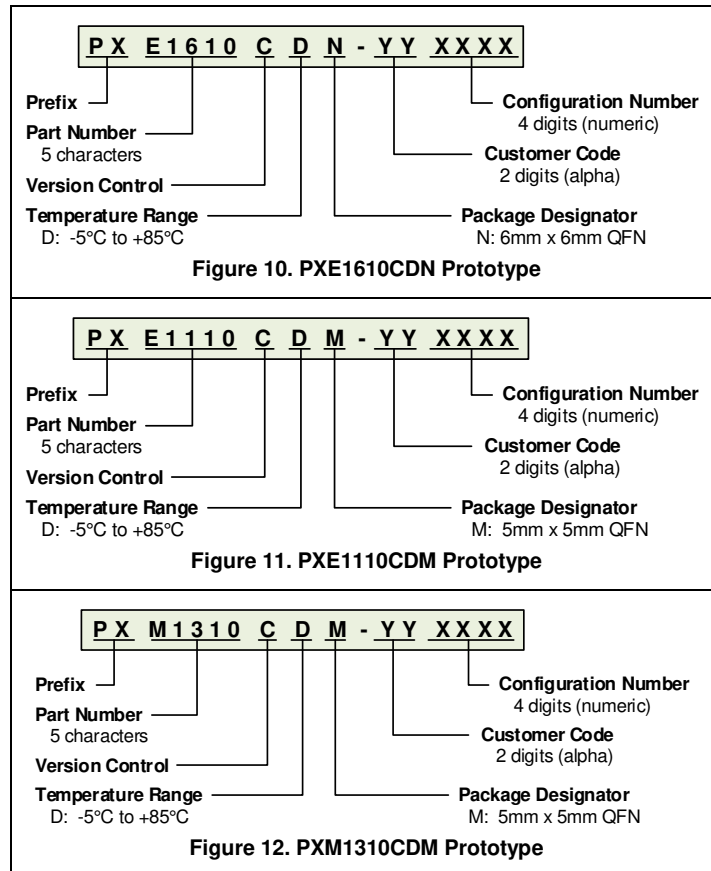 PX E1610 C D N - YY XXXX
Prefix
Configuration Number
4 digits (numeric)
Part Number
5 characters
Customer Code
2 digits (alpha)
Version Control
Temperature Range
D: -5°C to +85°C
Package Designator
N: 6mm x 6mm QFN
Figure 10. PXE1610CDN Prototype
PX E1110 C D M - YY XXXX
Prefix
Configuration Number
4 digits (numeric)
Part Number
5 characters
Customer Code
2 digits (alpha)
Version Control
Temperature Range
D: -5°C to +85°C
Package Designator
M: 5mm x 5mm QFN
Figure 11. PXE1110CDM Prototype
PX M1310 C D M - YY XXXX
Prefix
Configuration Number
4 digits (numeric)
Part Number
5 characters
Customer Code
2 digits (alpha)
Version Control
Temperature Range
D: -5°C to +85°C
Package Designator
M: 5mm x 5mm QFN
Figure 12. PXM1310CDM Prototype